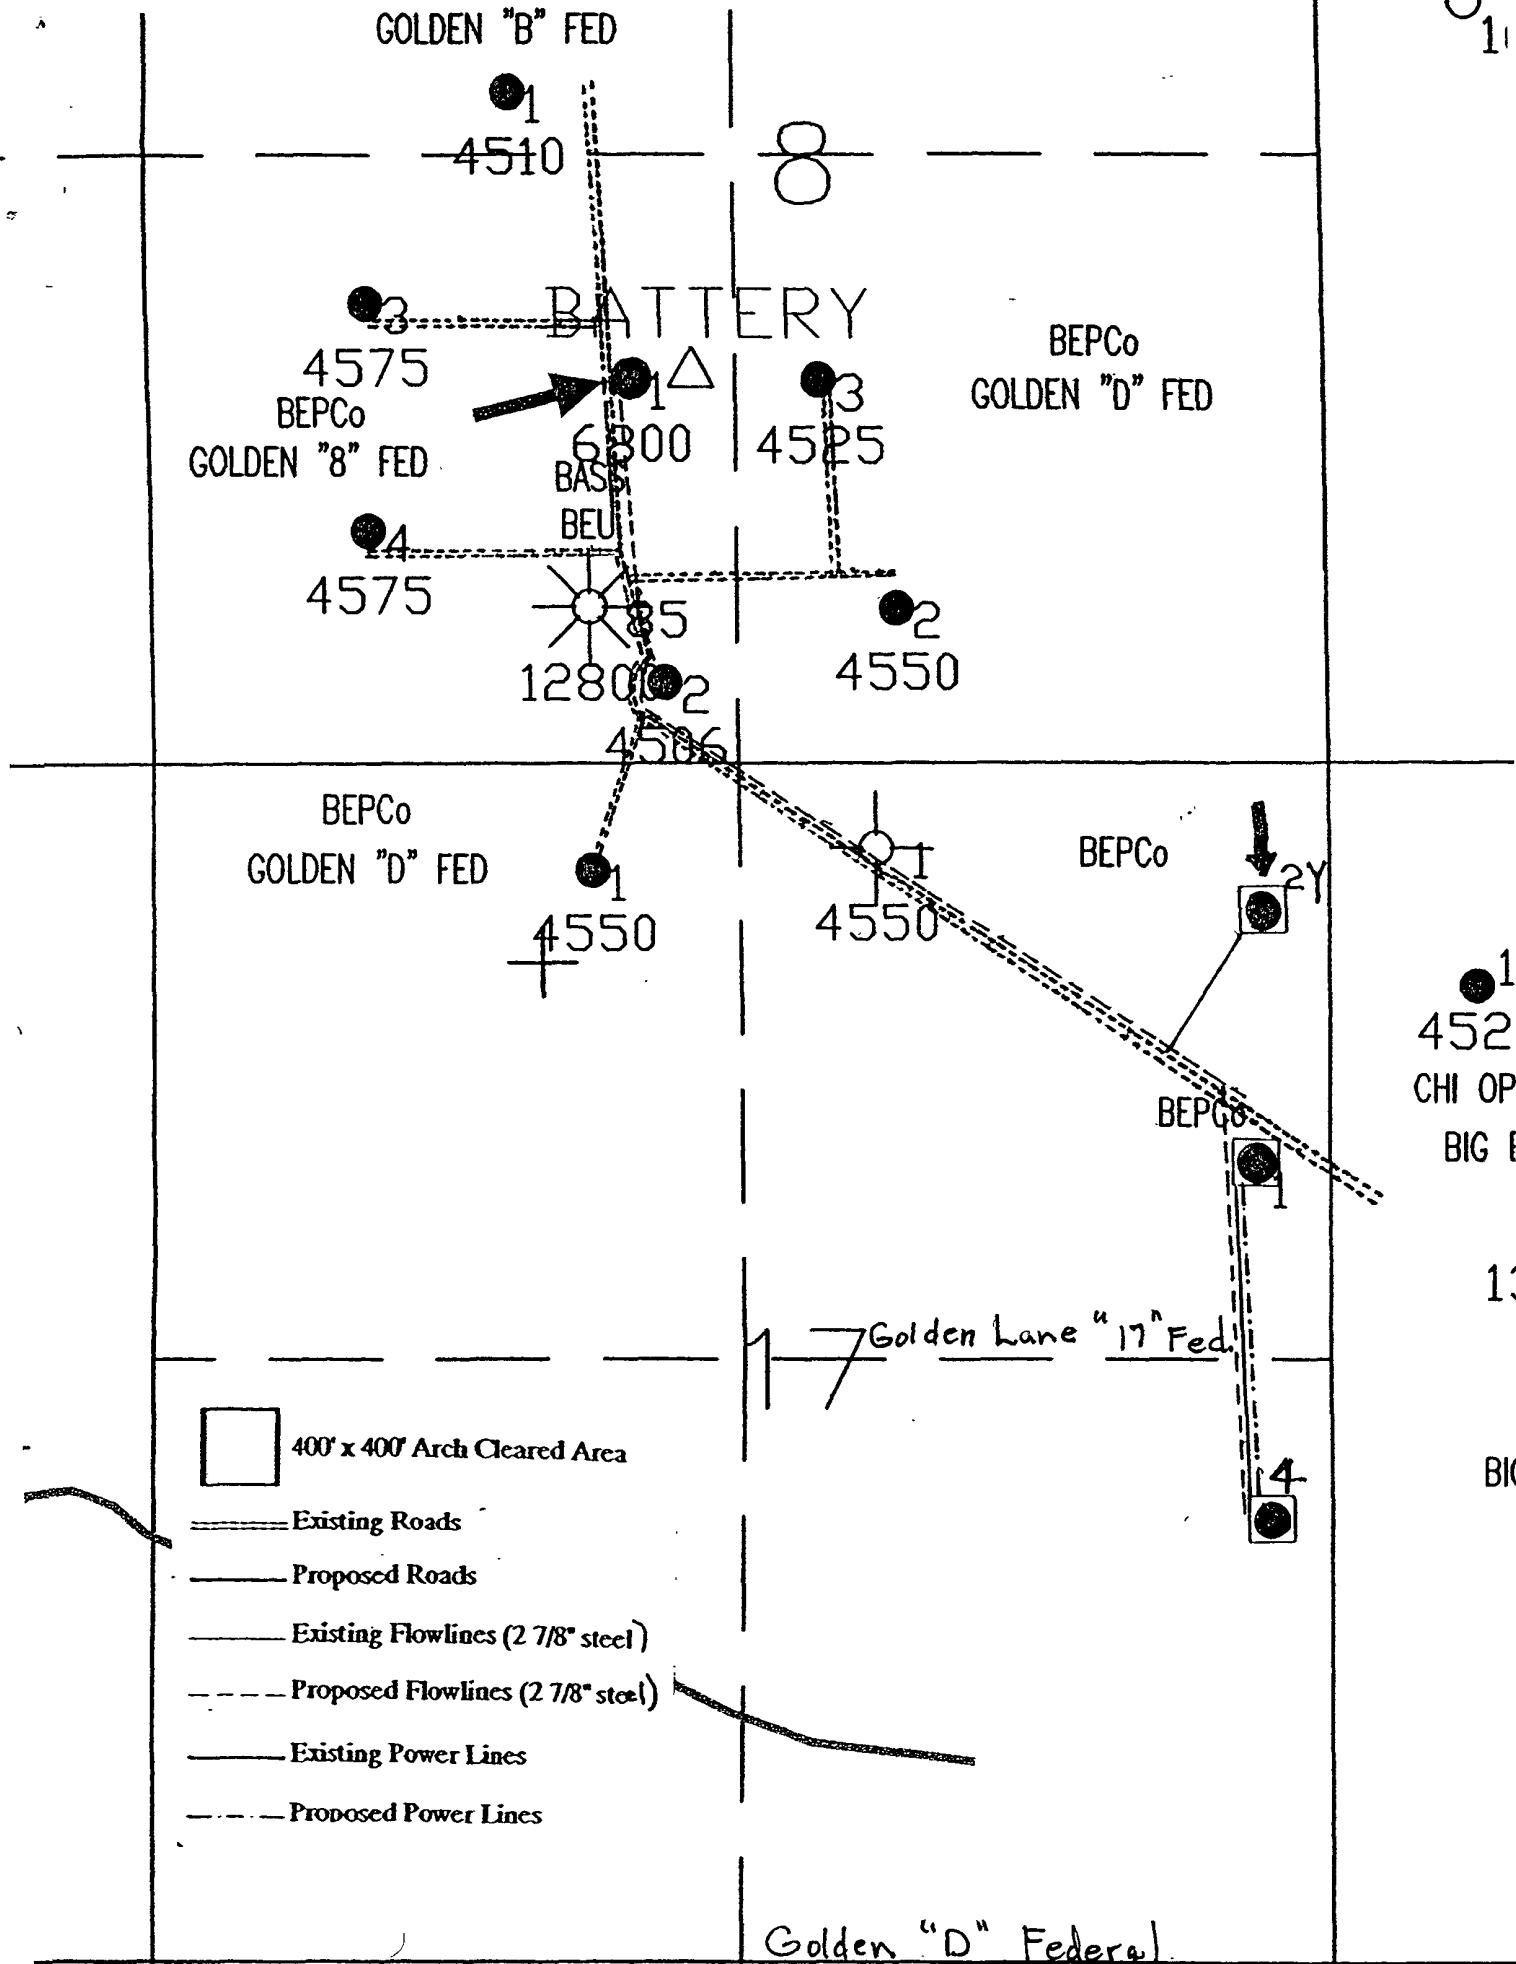 GOLDEN "B" FED
1
4510
8
3
BATTERY
4575
1
3
BEPCo
GOLDEN "D" FED
BEPCo
GOLDEN "8" FED
6300
4525
BASS
BEU
4
4575
85
2
4550
2
4506
BEPCo
GOLDEN "D" FED
1
4550
1
4550
BEPCo
2Y
1
452
CHI OP
BIG
BEPCo
1
17
Golden Lane "17" Fed.
4
400' x 400' Arch Cleared Area
Existing Roads
Proposed Roads
Existing Flowlines (2 7/8" steel)
Proposed Flowlines (2 7/8" steel)
Existing Power Lines
Proposed Power Lines
Golden "D" Federal